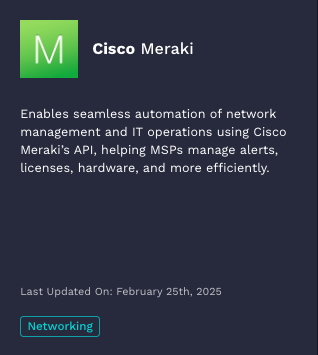 M
Cisco Meraki
Enables seamless automation of network
management and IT operations using Cisco
Meraki's API, helping MSPs manage alerts,
licenses, hardware, and more efficiently.
Last Updated On: February 25th, 2025
Networking